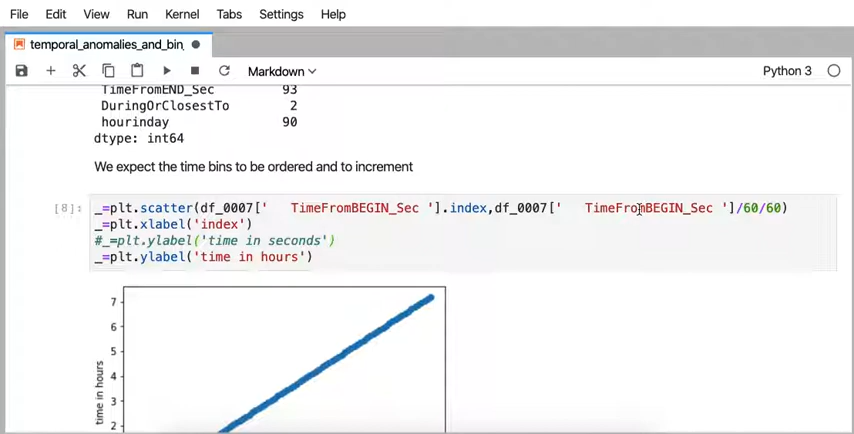 File Edit View Run Kernel Tabs Settings Help
temporal_anomalies_and_bin
Markdown Python 3
TimeFromEND_Sec 93
DuringOrClosestTo 2
hourinday 90
dtype: int64
We expect the time bins to be ordered and to increment
[8]: _=plt.scatter(df_0007['   TimeFromBEGIN_Sec '].index,df_0007['   TimeFromBEGIN_Sec ']/60/60)
_=plt.xlabel('index')
#_=plt.ylabel('time in seconds')
_=plt.ylabel('time in hours')
7
6
5
4
3
2
time in hours